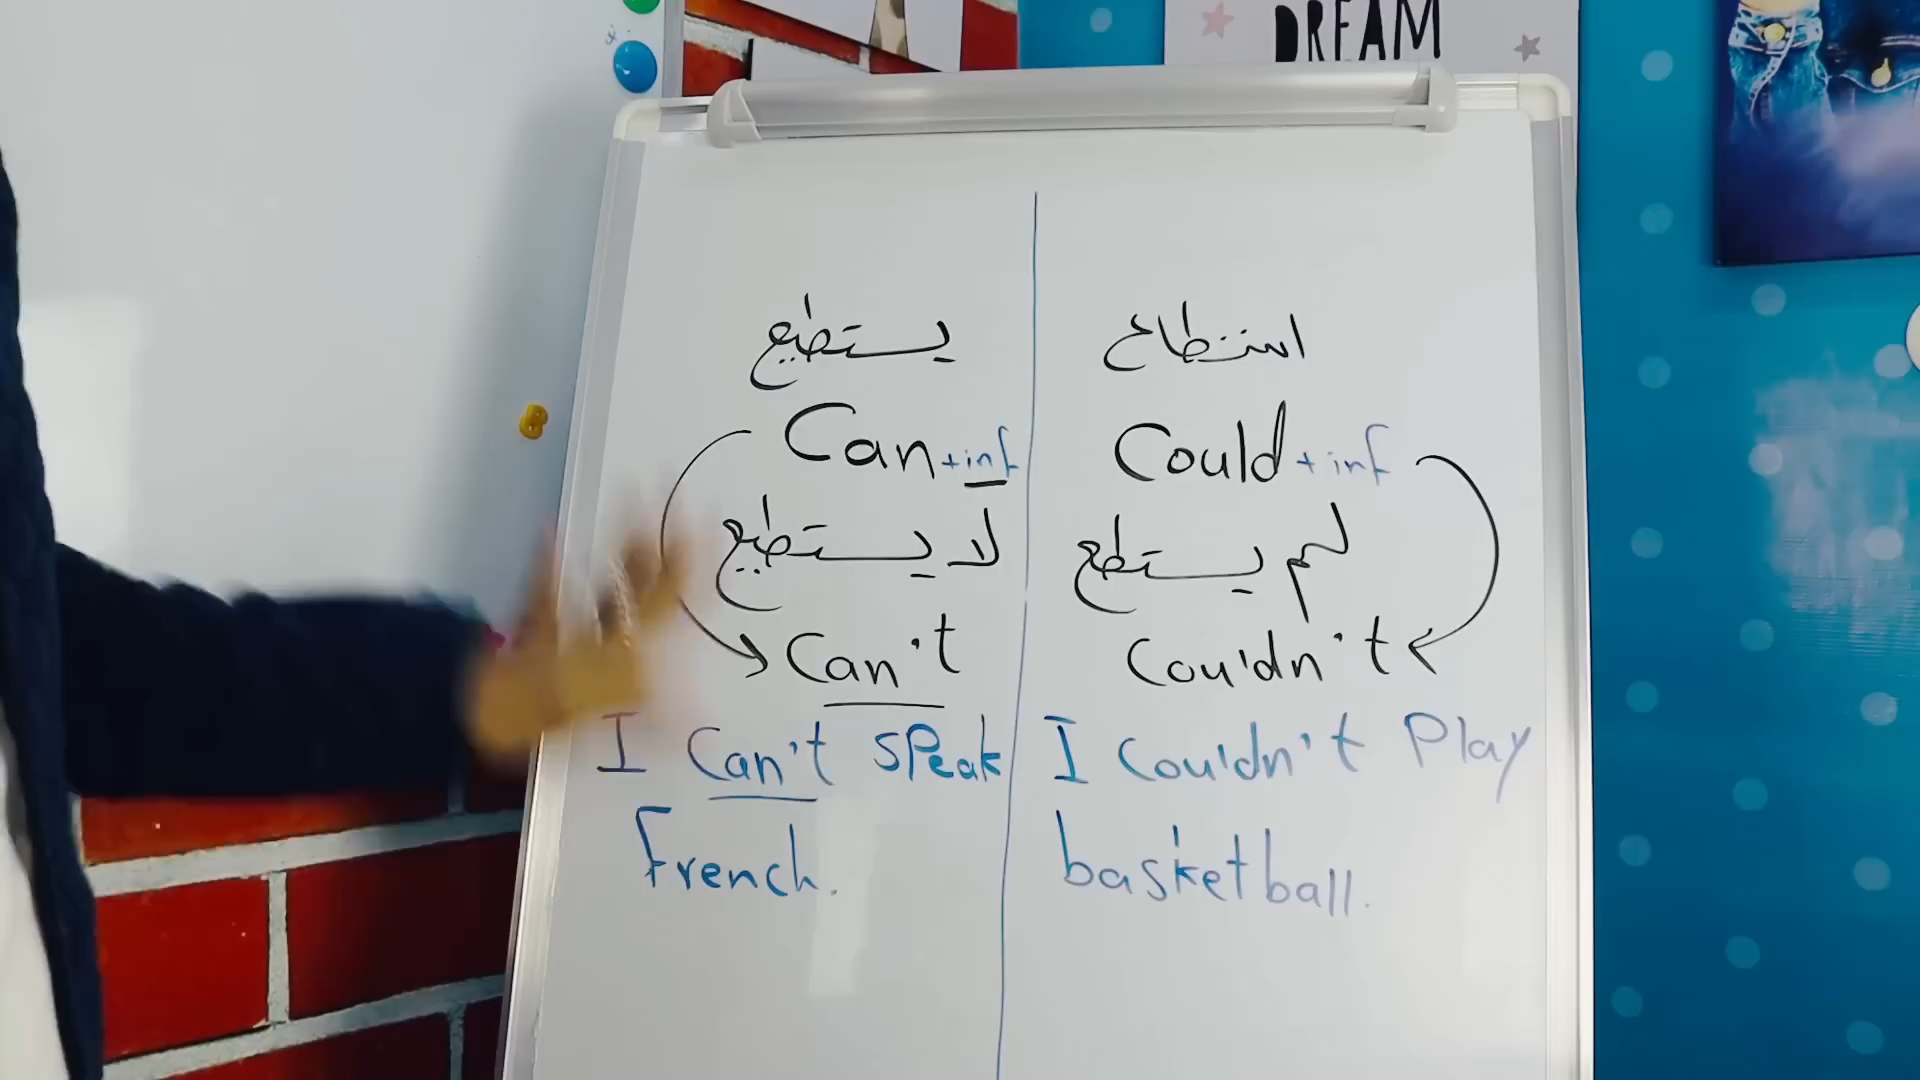 DREAM
يستطيع
Can + inf
لا يستطيع
Can't
I Can't speak
French.
استطاع
Could + inf
لم يستطع
Couldn't
I Couldn't Play
basketball.